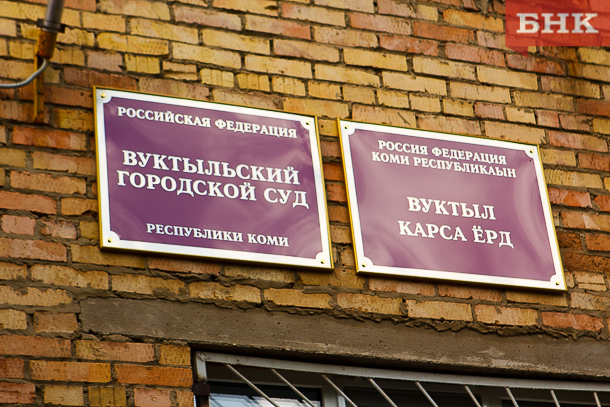 БНК
РОССИЙСКАЯ ФЕДЕРАЦИЯ
ВУКТЫЛЬСКИЙ
ГОРОДСКОЙ СУД
РЕСПУБЛИКИ КОМИ
РОССИЯ ФЕДЕРАЦИЯ
КОМИ РЕСПУБЛИКАЫН
ВУКТЫЛ
КАРСА ЁРД